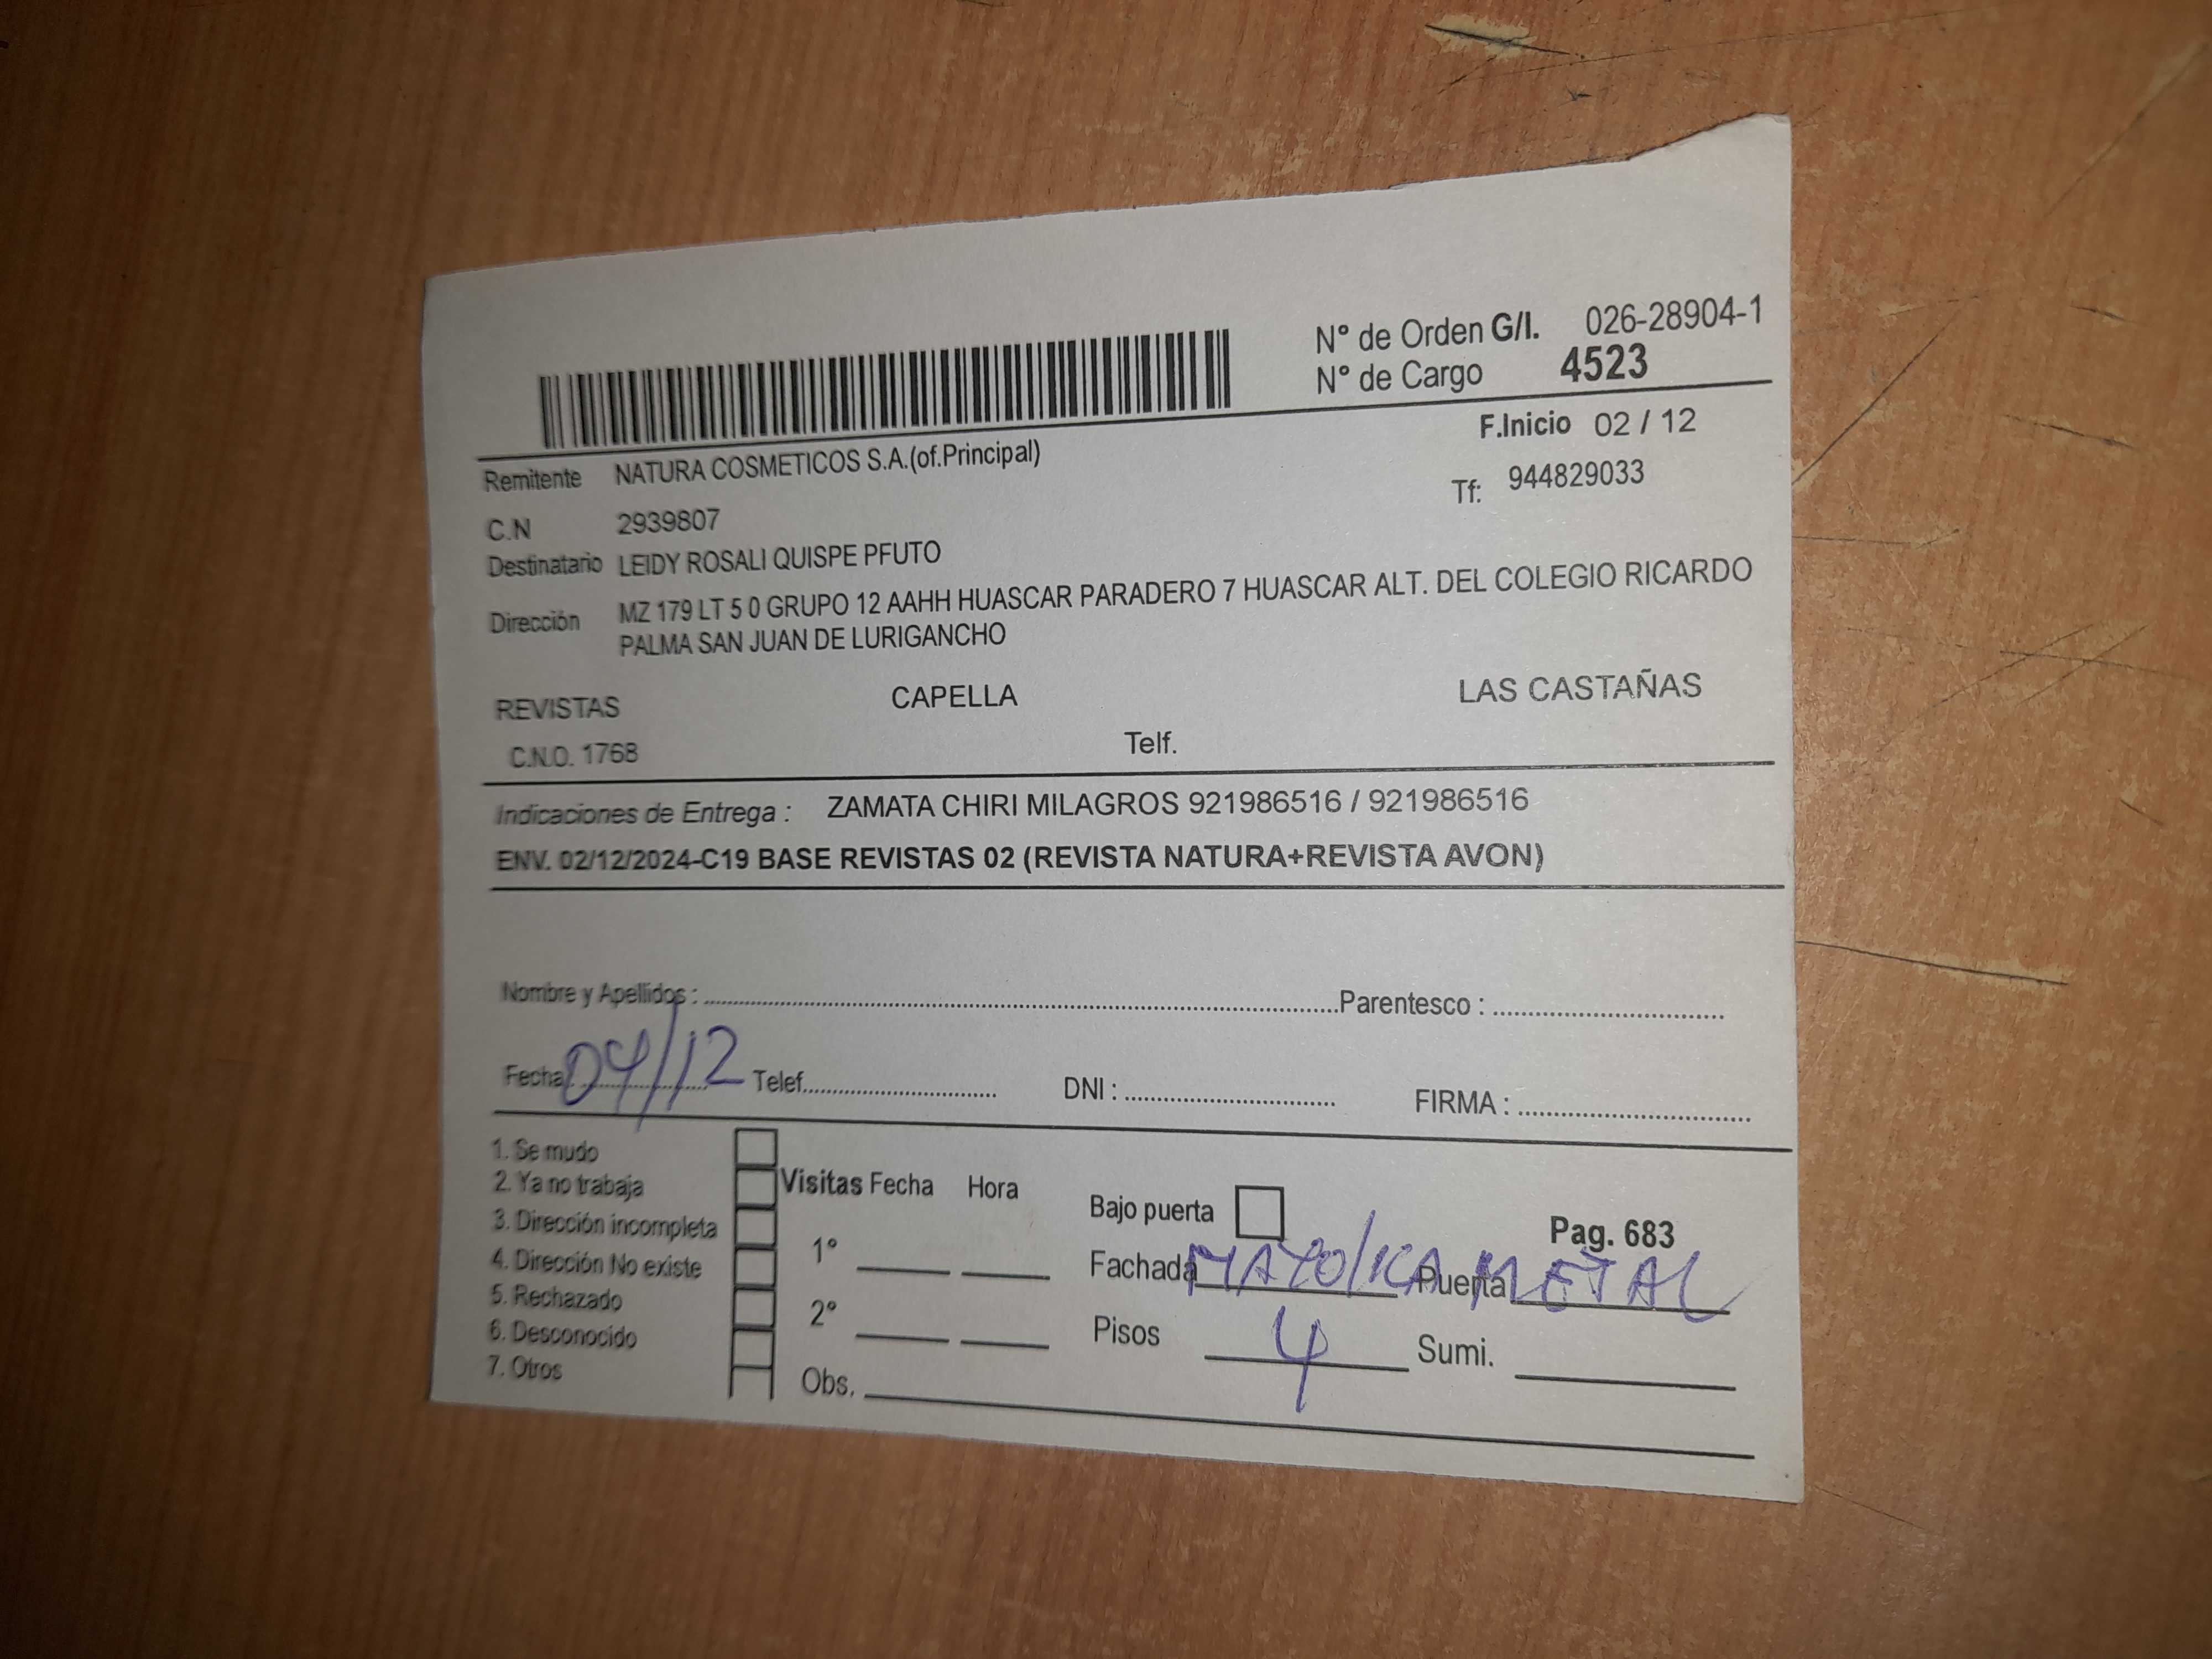 N° de Orden G/I. 026-28904-1
N° de Cargo 4523
F.Inicio 02 / 12
Remitente NATURA COSMETICOS S.A.(of.Principal)
Tf: 944829033
C.N 2939807
Destinatario LEIDY ROSALI QUISPE PFUTO
Dirección MZ 179 LT 5 0 GRUPO 12 AAHH HUASCAR PARADERO 7 HUASCAR ALT. DEL COLEGIO RICARDO
PALMA SAN JUAN DE LURIGANCHO
REVISTAS CAPELLA LAS CASTAÑAS
C.N.O. 1768 Telf.
Indicaciones de Entrega : ZAMATA CHIRI MILAGROS 921986516 / 921986516
ENV. 02/12/2024-C19 BASE REVISTAS 02 (REVISTA NATURA+REVISTA AVON)
Nombre y Apellidos : Parentesco :
Fecha 04/12 Telef. DNI : FIRMA :
1. Se mudo
2. Ya no trabaja Visitas Fecha Hora
3. Dirección incompleta Bajo puerta Pag. 683
4. Dirección No existe 1° Fachada MAYOLICA Puerta METAL
5. Rechazado
6. Desconocido 2° Pisos 4 Sumi.
7. Otros Obs.